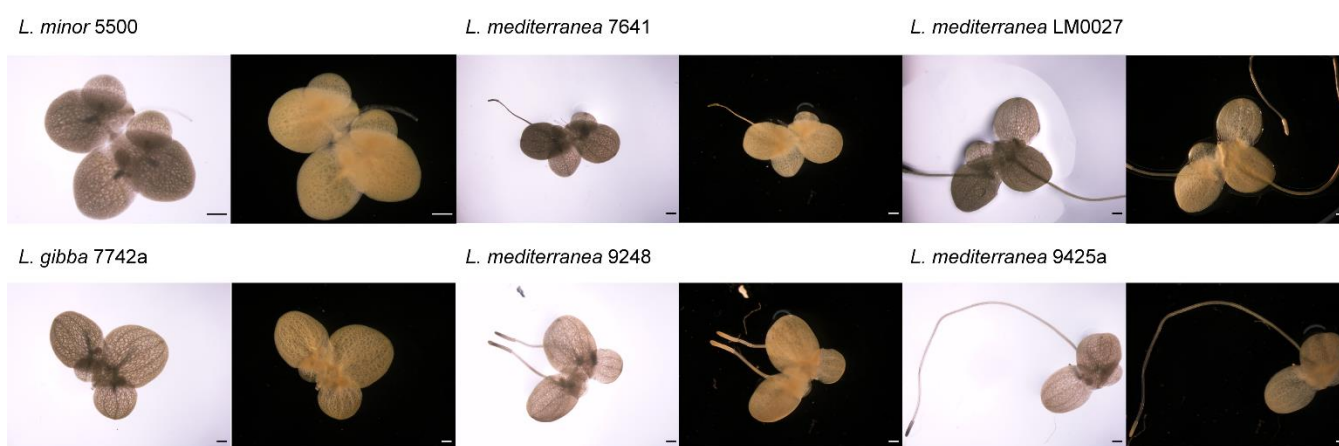 L. minor 5500
L. mediterranea 7641
L. mediterranea LM0027
L. gibba 7742a
L. mediterranea 9248
L. mediterranea 9425a